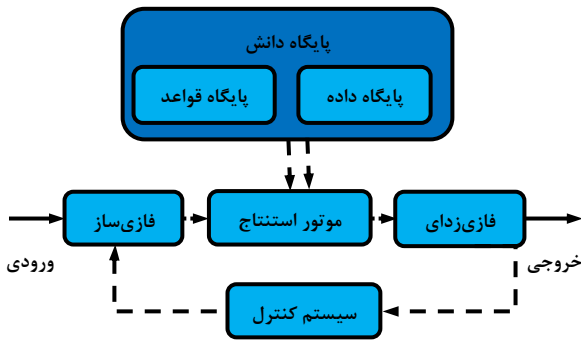 پایگاه دانش
پایگاه داده
پایگاه قواعد
فازی‌ساز
موتور استنتاج
فازی‌زدای
ورودی
خروجی
سیستم کنترل